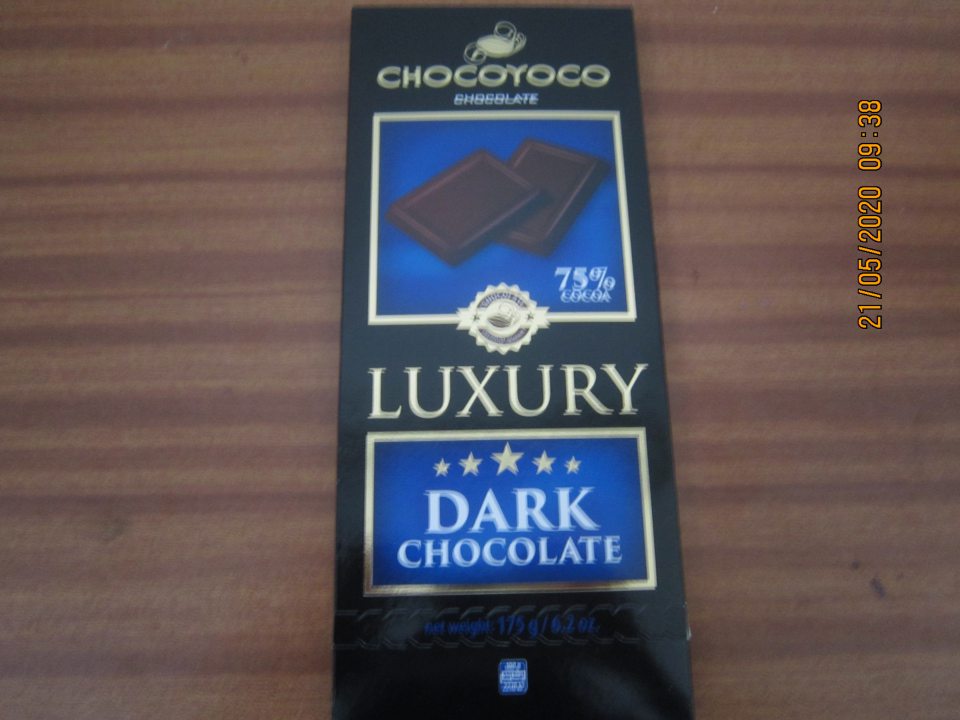 CHOCOYOCO
CHOCOLATE
75%
COCOA
LUXURY
DARK
CHOCOLATE
net weight: 175 g / 6.2 oz.
21/05/2020 09:38